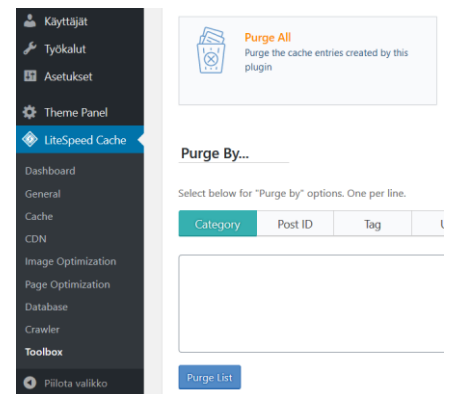 Käyttäjät
Työkalut
Asetukset
Theme Panel
LiteSpeed Cache
Dashboard
General
Cache
CDN
Image Optimization
Page Optimization
Database
Crawler
Toolbox
Piilota valikko
Purge All
Purge the cache entries created by this
plugin
Purge By...
Select below for "Purge by" options. One per line.
Category Post ID Tag
Purge List